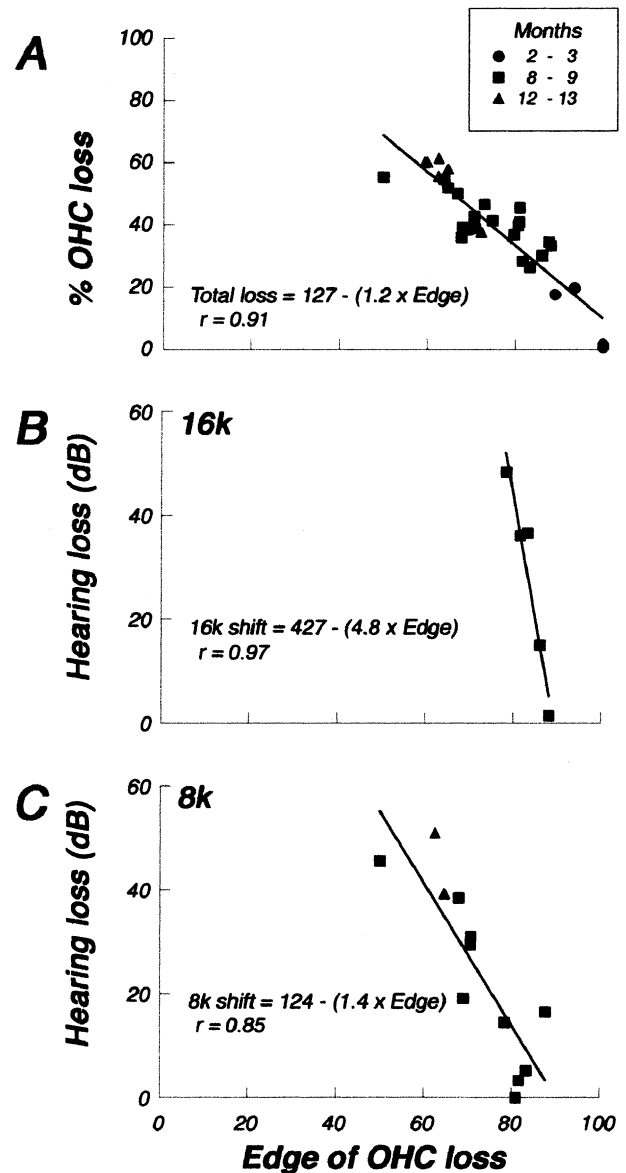 A
Months
2 - 3
8 - 9
12 - 13
100
80
60
40
20
0
% OHC loss
Total loss = 127 - (1.2 x Edge)
r = 0.91
B
16k
60
40
20
0
Hearing loss (dB)
16k shift = 427 - (4.8 x Edge)
r = 0.97
C
8k
60
40
20
0
Hearing loss (dB)
8k shift = 124 - (1.4 x Edge)
r = 0.85
0 20 40 60 80 100
Edge of OHC loss